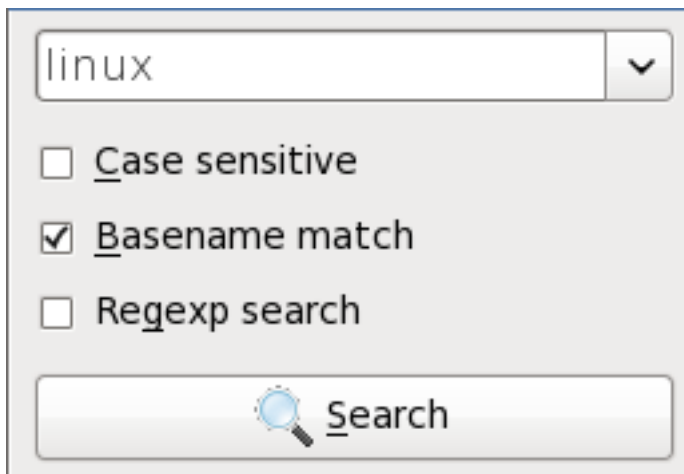 linux
Case sensitive
Basename match
Regexp search
Search